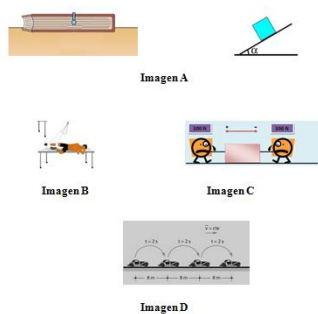 α
Imagen A
Imagen B
Imagen C
+ -
t = 2 s t = 2 s t = 2 s
8 m 8 m 8 m
Imagen D